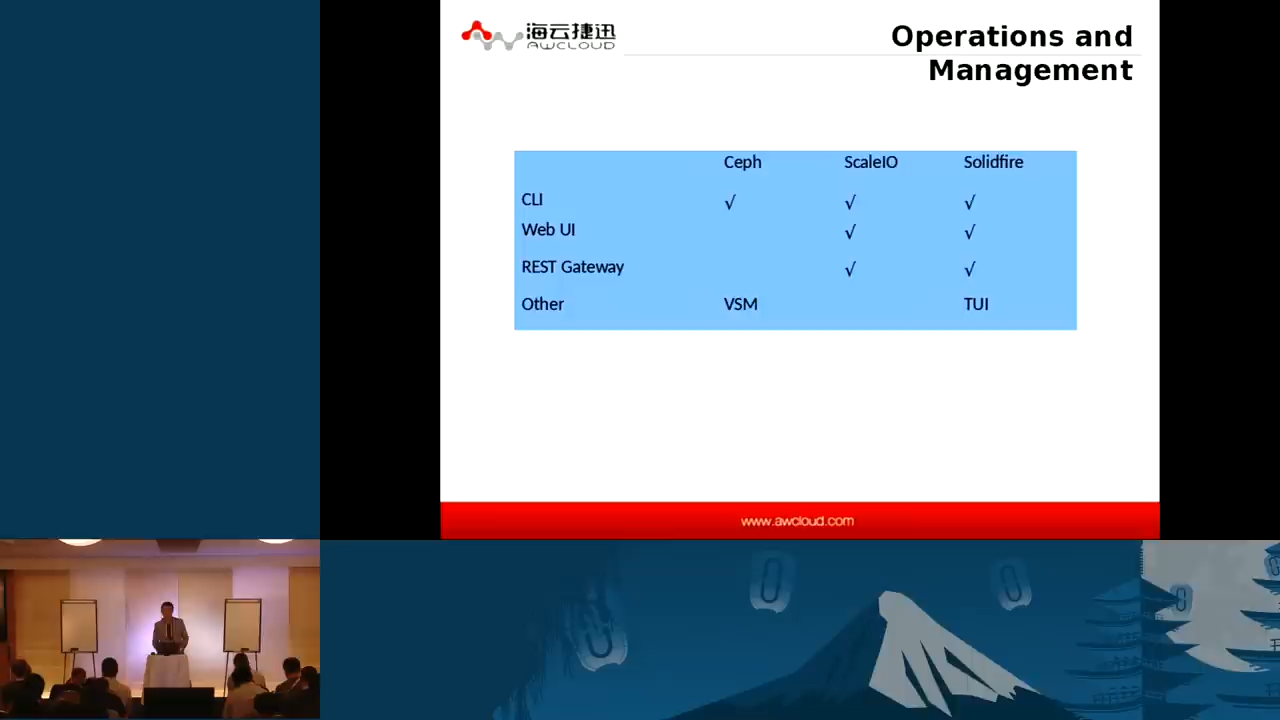 海云捷迅
AWCLOUD
Operations and
Management
Ceph ScaleIO Solidfire
CLI √ √ √
Web UI √ √
REST Gateway √ √
Other VSM TUI
www.awcloud.com